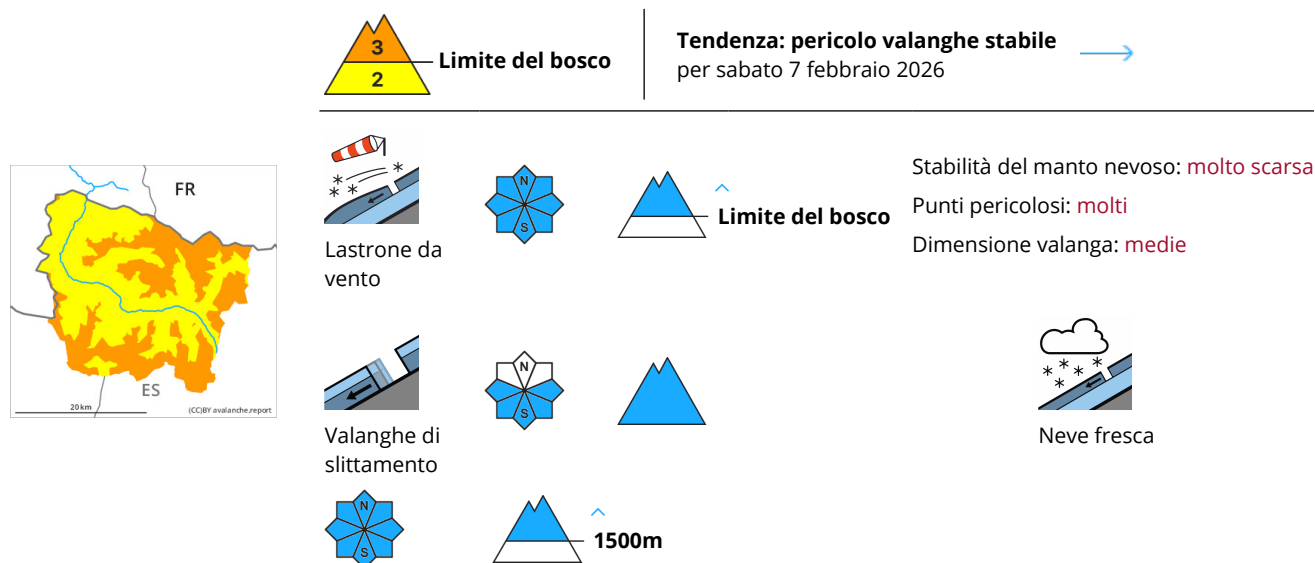 3
2
Limite del bosco
Tendenza: pericolo valanghe stabile
per sabato 7 febbraio 2026
FR
ES
20 km
(CC)BY avalanche.report
Lastrone da
vento
N
S
Limite del bosco
Stabilità del manto nevoso: molto scarsa
Punti pericolosi: molti
Dimensione valanga: medie
Valanghe di
slittamento
N
S
Neve fresca
N
S
1500m